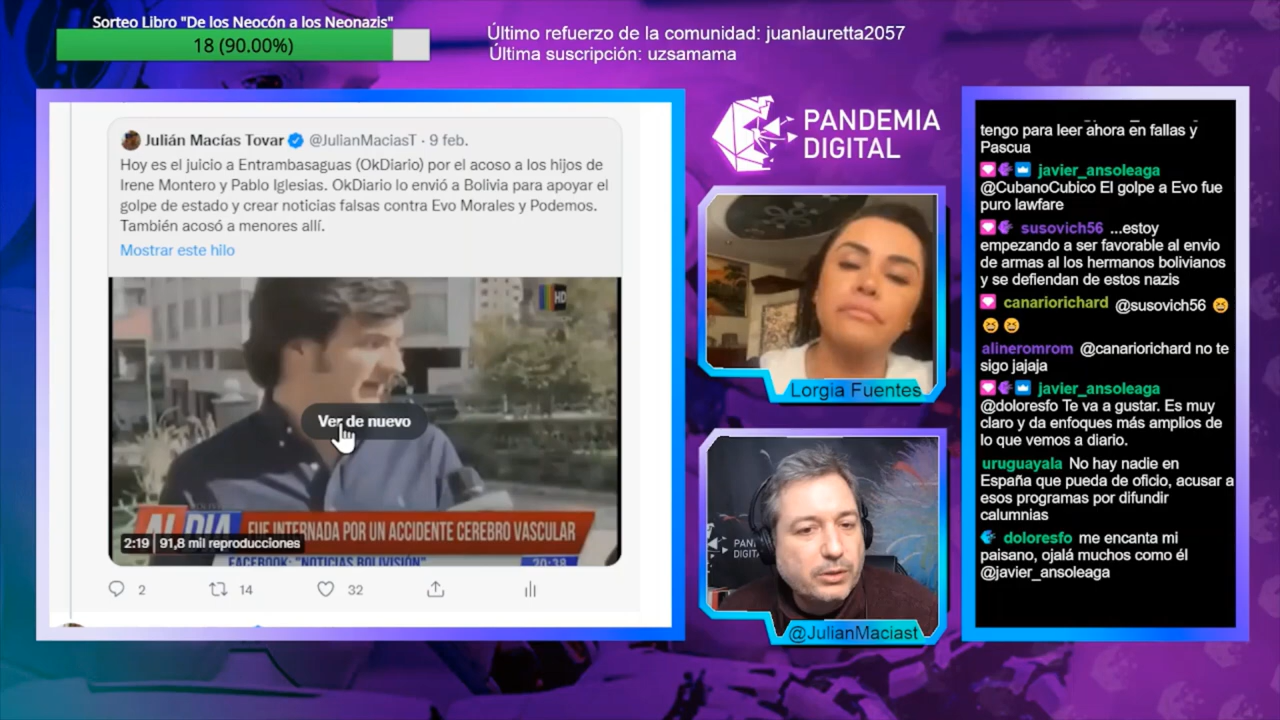 Sorteo Libro "De los Neocón a los Neonazis"
18 (90.00%)
Último refuerzo de la comunidad: juanlauretta2057
Última suscripción: uzsamama
Julián Macías Tovar @JulianMaciasT · 9 feb.
Hoy es el juicio a Entrambasaguas (OkDiario) por el acoso a los hijos de
Irene Montero y Pablo Iglesias. OkDiario lo envió a Bolivia para apoyar el
golpe de estado y crear noticias falsas contra Evo Morales y Podemos.
También acosó a menores allí.
Mostrar este hilo
HD
Ver de nuevo
AL DIA
FUE INTERNADA POR UN ACCIDENTE CEREBRO VASCULAR
2:19 | 91,8 mil reproducciones
FACEBOOK: "NOTICIAS BOLIVISIÓN"
20:38
2
14
32
PANDEMIA
DIGITAL
Lorgia Fuentes
@JulianMaciast
tengo para leer ahora en fallas y
Pascua
javier_ansoleaga
@CubanoCubico El golpe a Evo fue
puro lawfare
susovich56 ...estoy
empezando a ser favorable al envio
de armas al los hermanos bolivianos
y se defiendan de estos nazis
canariorichard @susovich56 😆
😆 😆
alineromrom @canariorichard no te
sigo jajaja
javier_ansoleaga
@doloresfo Te va a gustar. Es muy
claro y da enfoques más amplios de
lo que vemos a diario.
uruguayala No hay nadie en
España que pueda de oficio, acusar a
esos programas por difundir
calumnias
doloresfo me encanta mi
paisano, ojalá muchos como él
@javier_ansoleaga